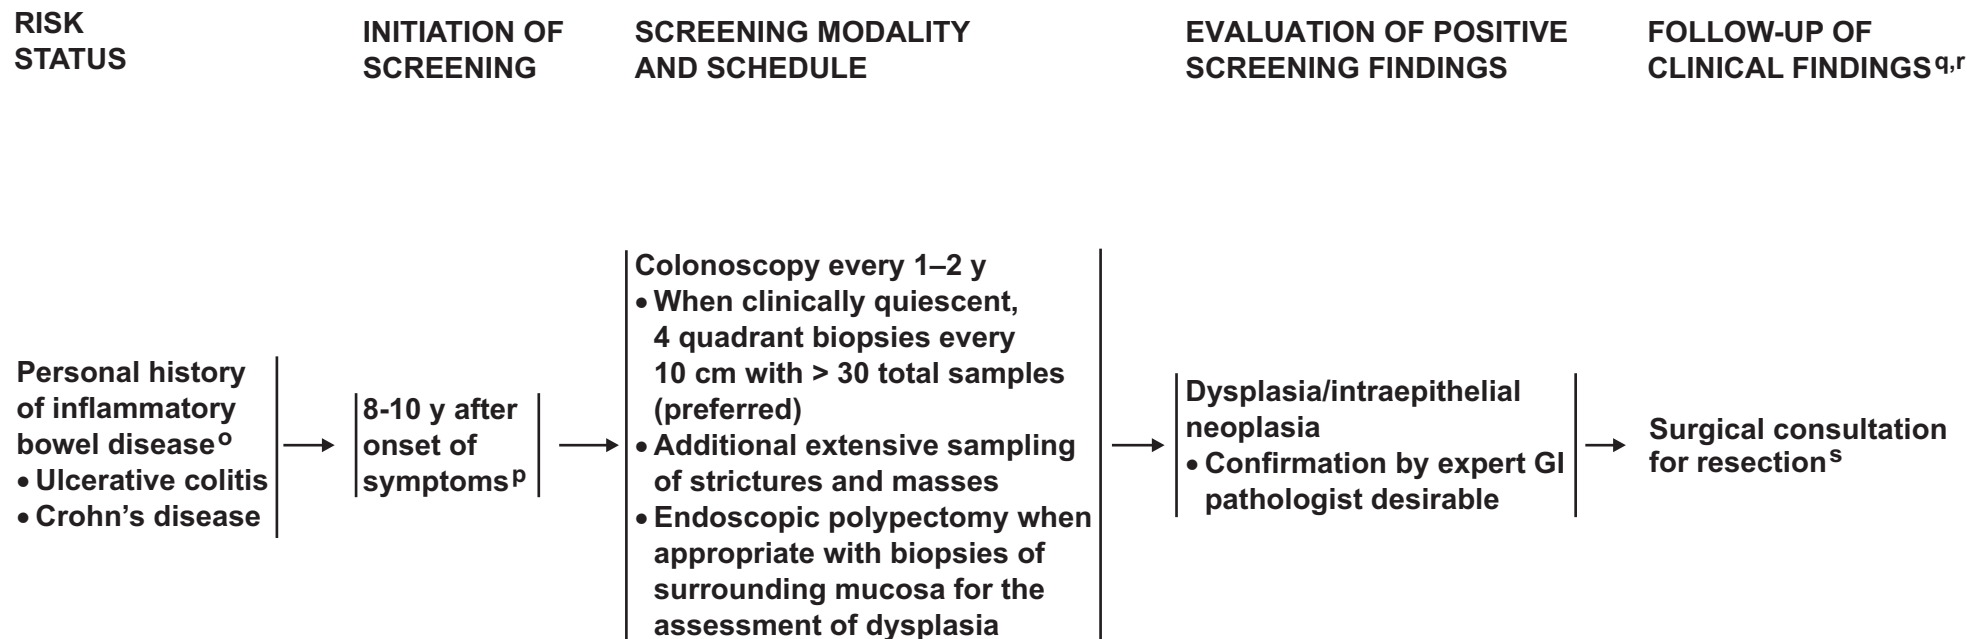 RISK
STATUS
INITIATION OF
SCREENING
SCREENING MODALITY
AND SCHEDULE
EVALUATION OF POSITIVE
SCREENING FINDINGS
FOLLOW-UP OF
CLINICAL FINDINGS q,r
Personal history
of inflammatory
bowel disease o
• Ulcerative colitis
• Crohn’s disease
8-10 y after
onset of
symptoms p
Colonoscopy every 1–2 y
• When clinically quiescent,
4 quadrant biopsies every
10 cm with > 30 total samples
(preferred)
• Additional extensive sampling
of strictures and masses
• Endoscopic polypectomy when
appropriate with biopsies of
surrounding mucosa for the
assessment of dysplasia
Dysplasia/intraepithelial
neoplasia
• Confirmation by expert GI
pathologist desirable
Surgical consultation
for resection s